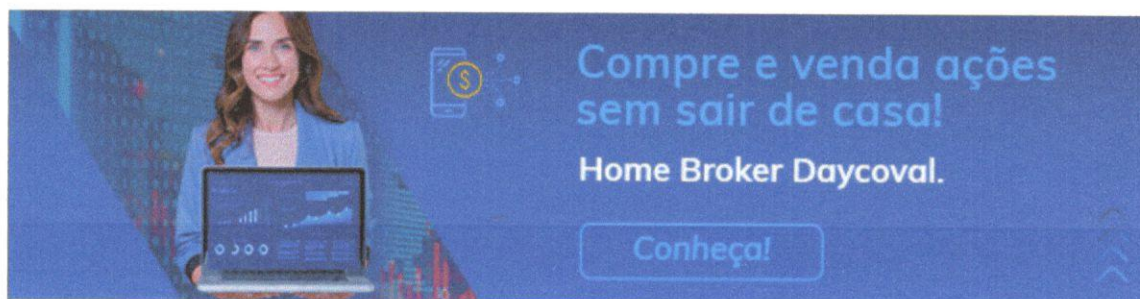 Compre e venda ações
sem sair de casa!
Home Broker Daycoval.
Conheça!